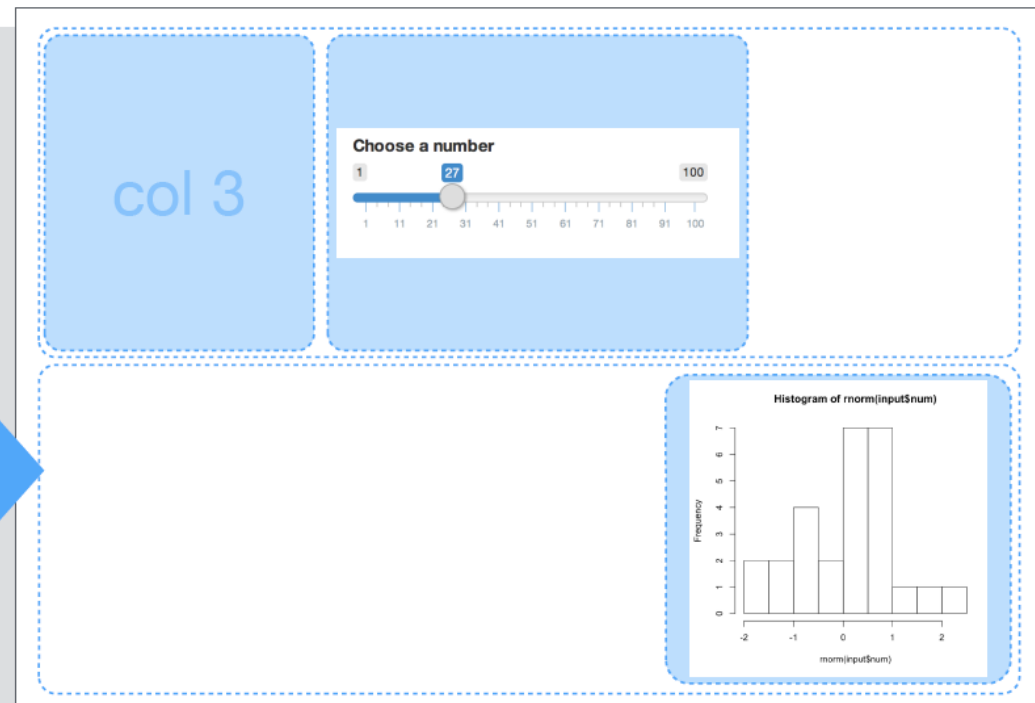 col 3
Choose a number
1 27 100
1 11 21 31 41 51 61 71 81 91 100
Histogram of rnorm(input$num)
Frequency
7
6
5
4
3
2
1
0
-2 -1 0 1 2
rnorm(input$num)